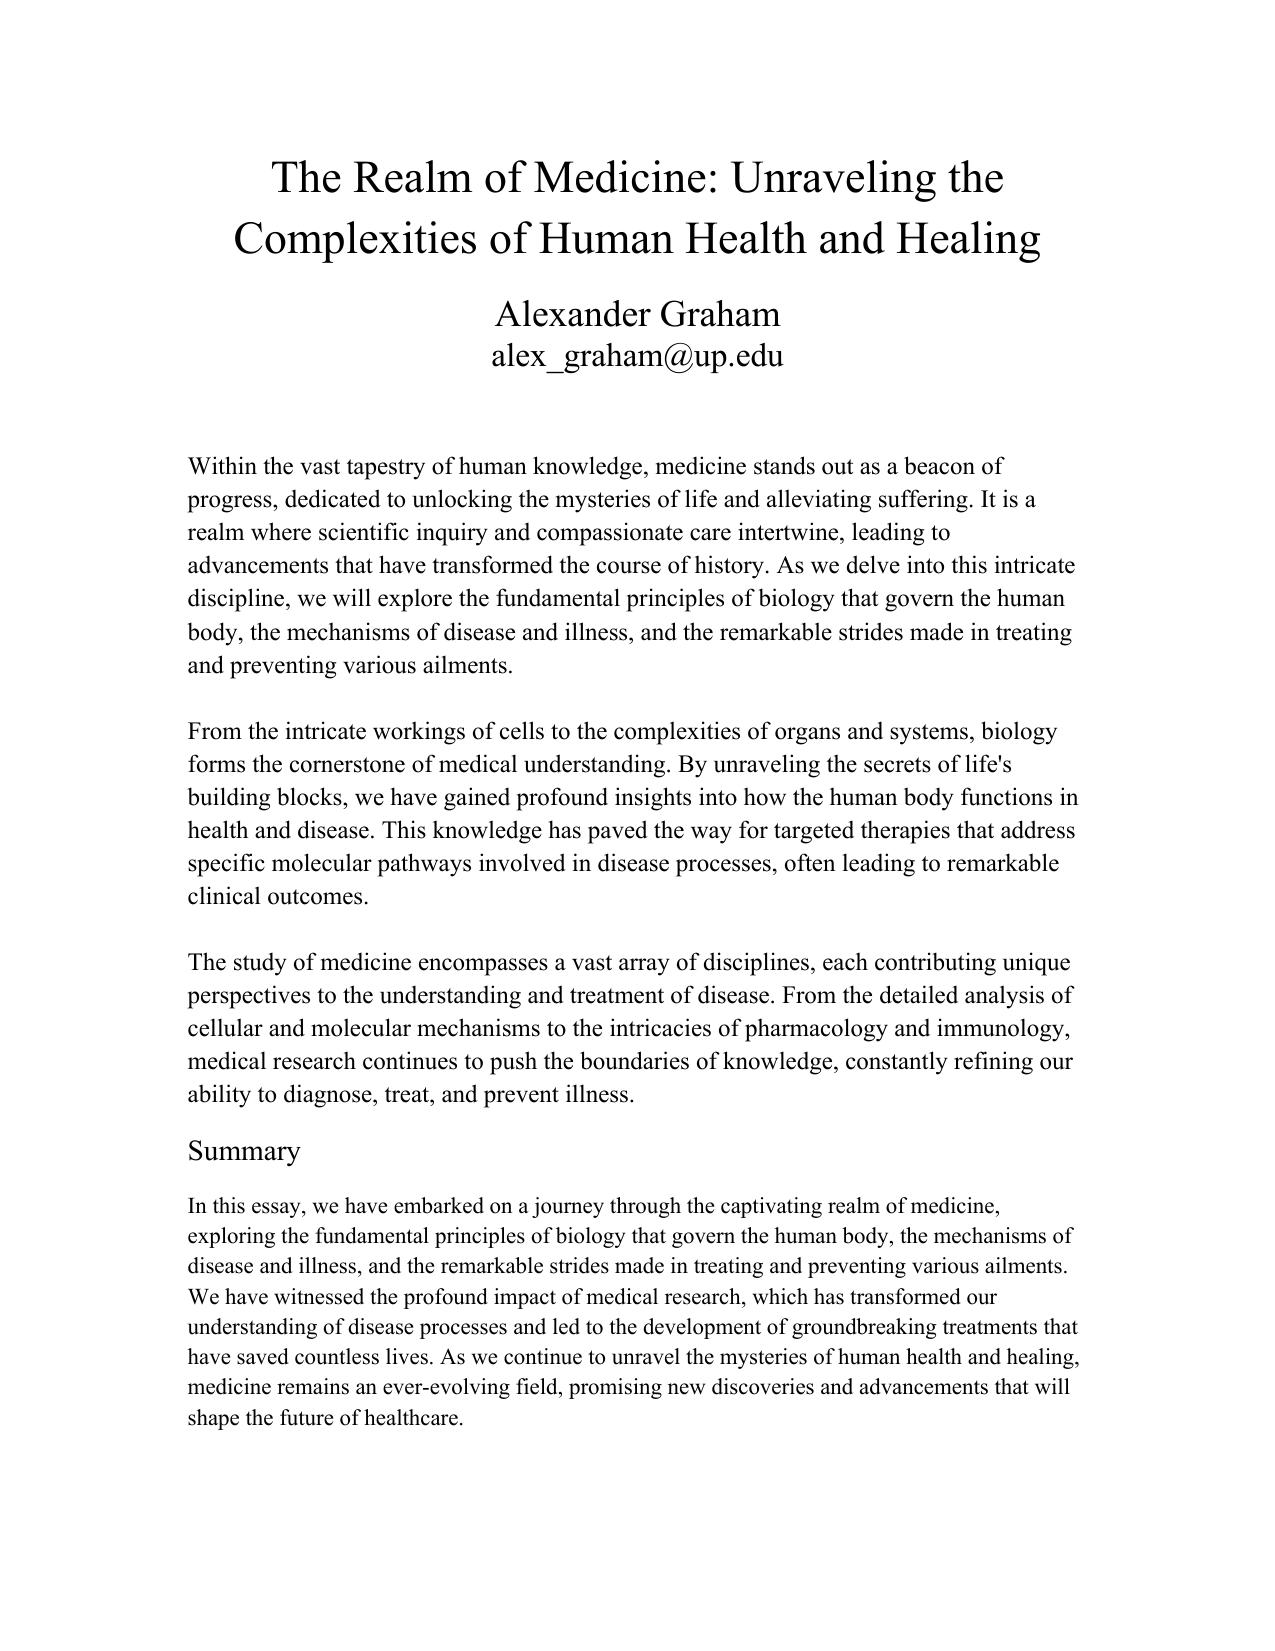 The Realm of Medicine: Unraveling the
Complexities of Human Health and Healing
Alexander Graham
alex_graham@up.edu
Within the vast tapestry of human knowledge, medicine stands out as a beacon of
progress, dedicated to unlocking the mysteries of life and alleviating suffering. It is a
realm where scientific inquiry and compassionate care intertwine, leading to
advancements that have transformed the course of history. As we delve into this intricate
discipline, we will explore the fundamental principles of biology that govern the human
body, the mechanisms of disease and illness, and the remarkable strides made in treating
and preventing various ailments.
From the intricate workings of cells to the complexities of organs and systems, biology
forms the cornerstone of medical understanding. By unraveling the secrets of life's
building blocks, we have gained profound insights into how the human body functions in
health and disease. This knowledge has paved the way for targeted therapies that address
specific molecular pathways involved in disease processes, often leading to remarkable
clinical outcomes.
The study of medicine encompasses a vast array of disciplines, each contributing unique
perspectives to the understanding and treatment of disease. From the detailed analysis of
cellular and molecular mechanisms to the intricacies of pharmacology and immunology,
medical research continues to push the boundaries of knowledge, constantly refining our
ability to diagnose, treat, and prevent illness.
Summary
In this essay, we have embarked on a journey through the captivating realm of medicine,
exploring the fundamental principles of biology that govern the human body, the mechanisms of
disease and illness, and the remarkable strides made in treating and preventing various ailments.
We have witnessed the profound impact of medical research, which has transformed our
understanding of disease processes and led to the development of groundbreaking treatments that
have saved countless lives. As we continue to unravel the mysteries of human health and healing,
medicine remains an ever-evolving field, promising new discoveries and advancements that will
shape the future of healthcare.